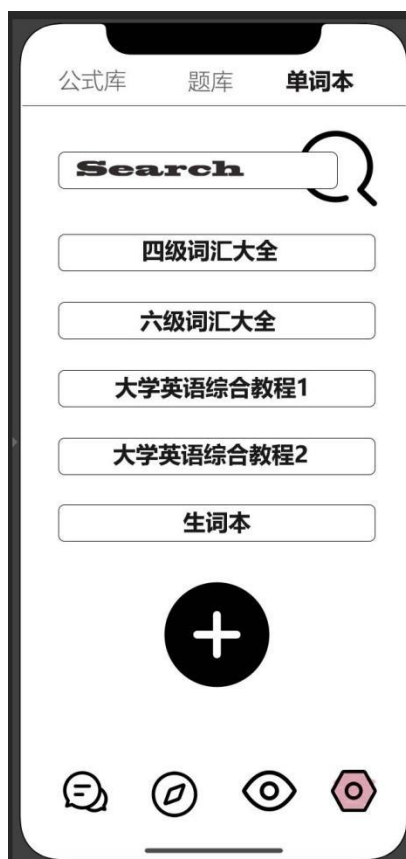 公式库 题库 单词本
Search
四级词汇大全
六级词汇大全
大学英语综合教程1
大学英语综合教程2
生词本